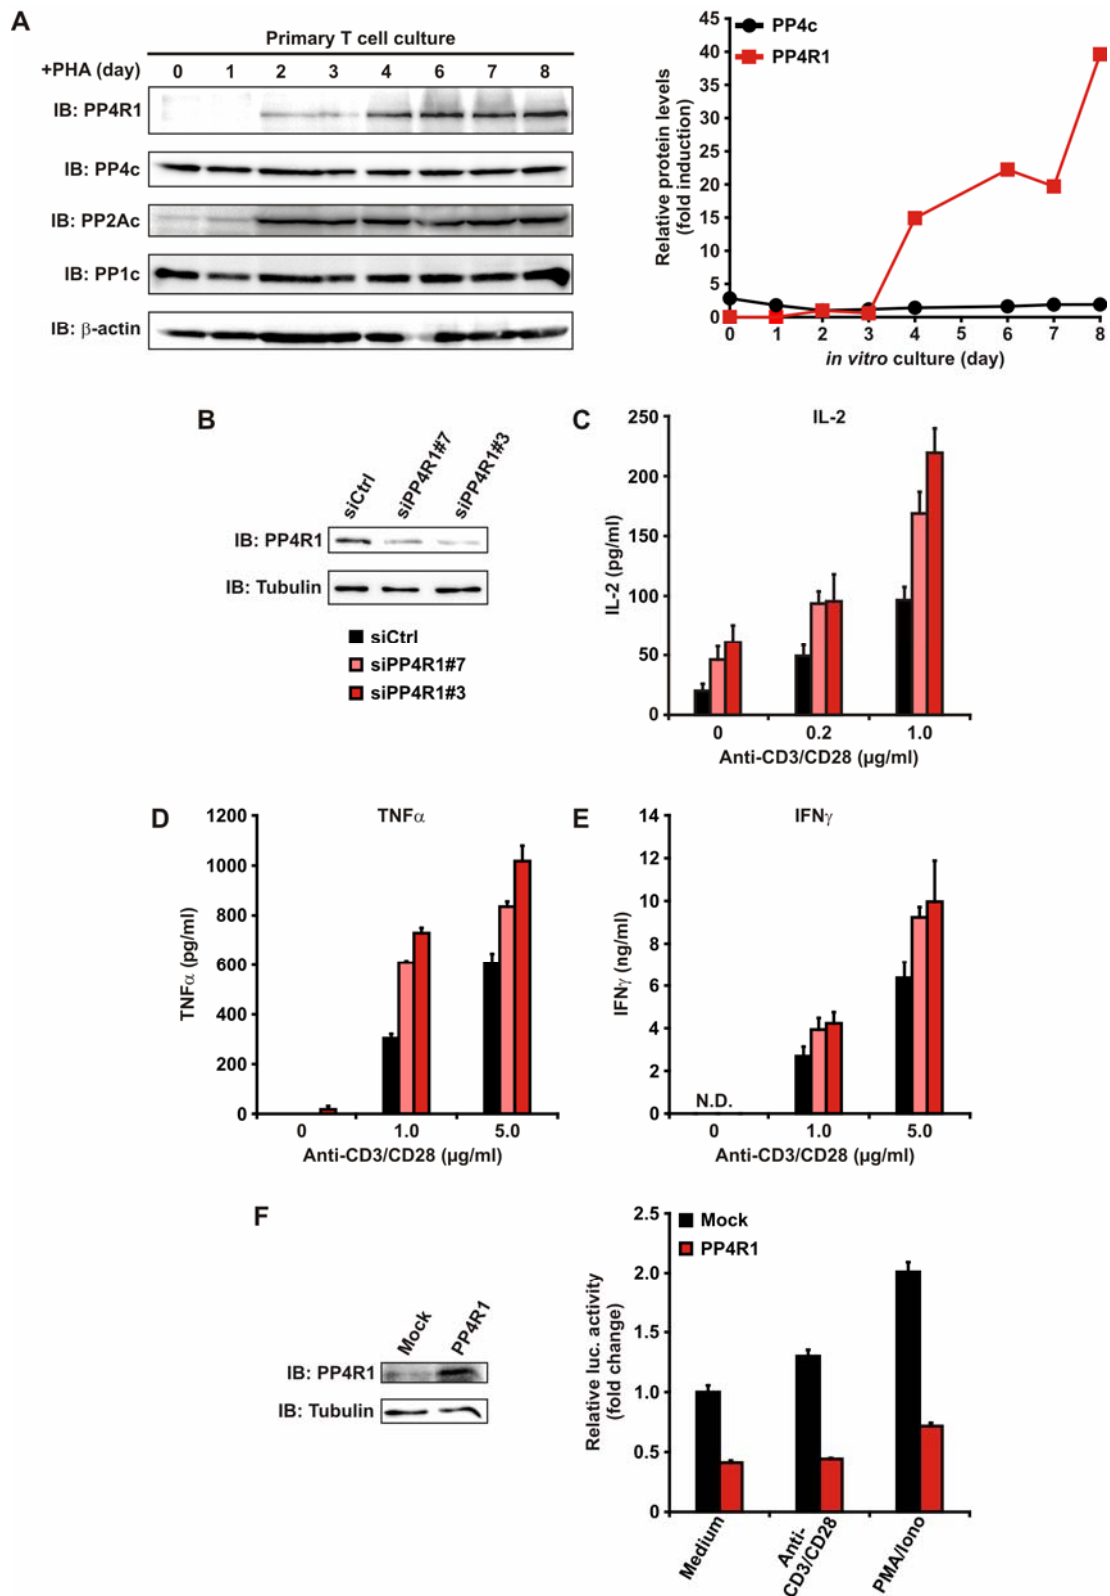 A
Primary T cell culture
+PHA (day) 0 1 2 3 4 6 7 8
IB: PP4R1
IB: PP4c
IB: PP2Ac
IB: PP1c
IB: β-actin
PP4c
PP4R1
Relative protein levels
(fold induction)
45
40
35
30
25
20
15
10
5
0
0 1 2 3 4 5 6 7 8
in vitro culture (day)
B
siCtrl
siPP4R1#7
siPP4R1#3
IB: PP4R1
IB: Tubulin
siCtrl
siPP4R1#7
siPP4R1#3
C
IL-2
IL-2 (pg/ml)
250
200
150
100
50
0
0 0.2 1.0
Anti-CD3/CD28 (µg/ml)
D
TNFα
TNFα (pg/ml)
1200
1000
800
600
400
200
0
0 1.0 5.0
Anti-CD3/CD28 (µg/ml)
E
IFNγ
IFNγ (ng/ml)
14
12
10
8
6
4
2
0
N.D.
0 1.0 5.0
Anti-CD3/CD28 (µg/ml)
F
Mock
PP4R1
IB: PP4R1
IB: Tubulin
Mock
PP4R1
Relative luc. activity
(fold change)
2.5
2.0
1.5
1.0
0.5
0
Medium
Anti-
CD3/CD28
PMA/Iono